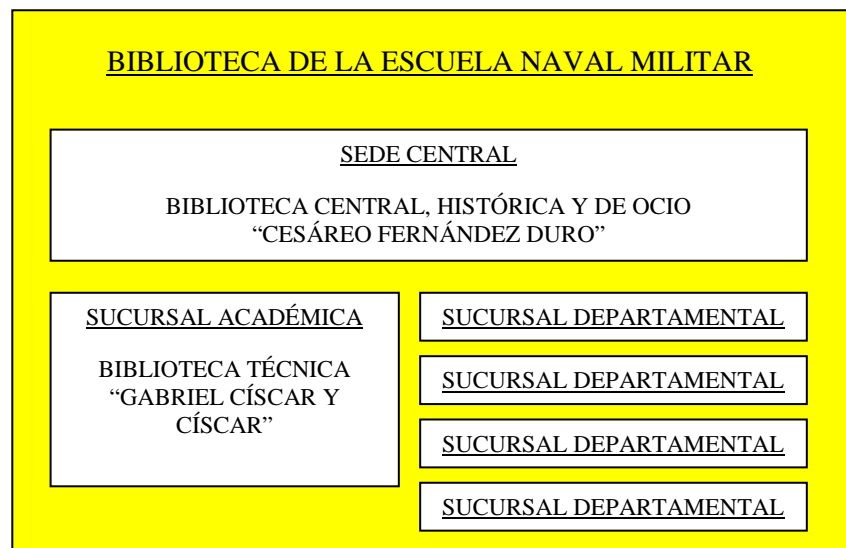 BIBLIOTECA DE LA ESCUELA NAVAL MILITAR
SEDE CENTRAL
BIBLIOTECA CENTRAL, HISTÓRICA Y DE OCIO
“CESÁREO FERNÁNDEZ DURO”
SUCURSAL ACADÉMICA
BIBLIOTECA TÉCNICA
“GABRIEL CÍSCAR Y
CÍSCAR”
SUCURSAL DEPARTAMENTAL
SUCURSAL DEPARTAMENTAL
SUCURSAL DEPARTAMENTAL
SUCURSAL DEPARTAMENTAL